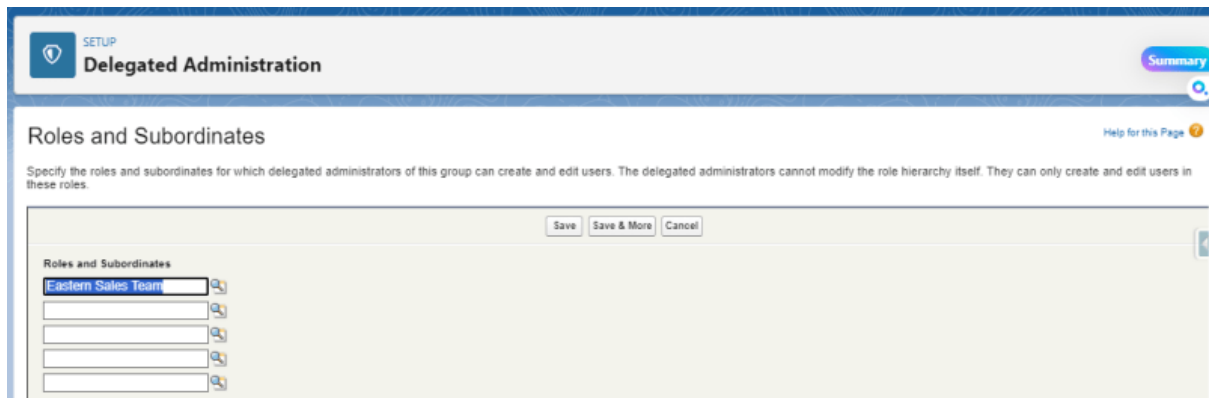 SETUP
Delegated Administration
Summary
Roles and Subordinates
Help for this Page
Specify the roles and subordinates for which delegated administrators of this group can create and edit users. The delegated administrators cannot modify the role hierarchy itself. They can only create and edit users in
these roles.
Save Save & More Cancel
Roles and Subordinates
Eastern Sales Team